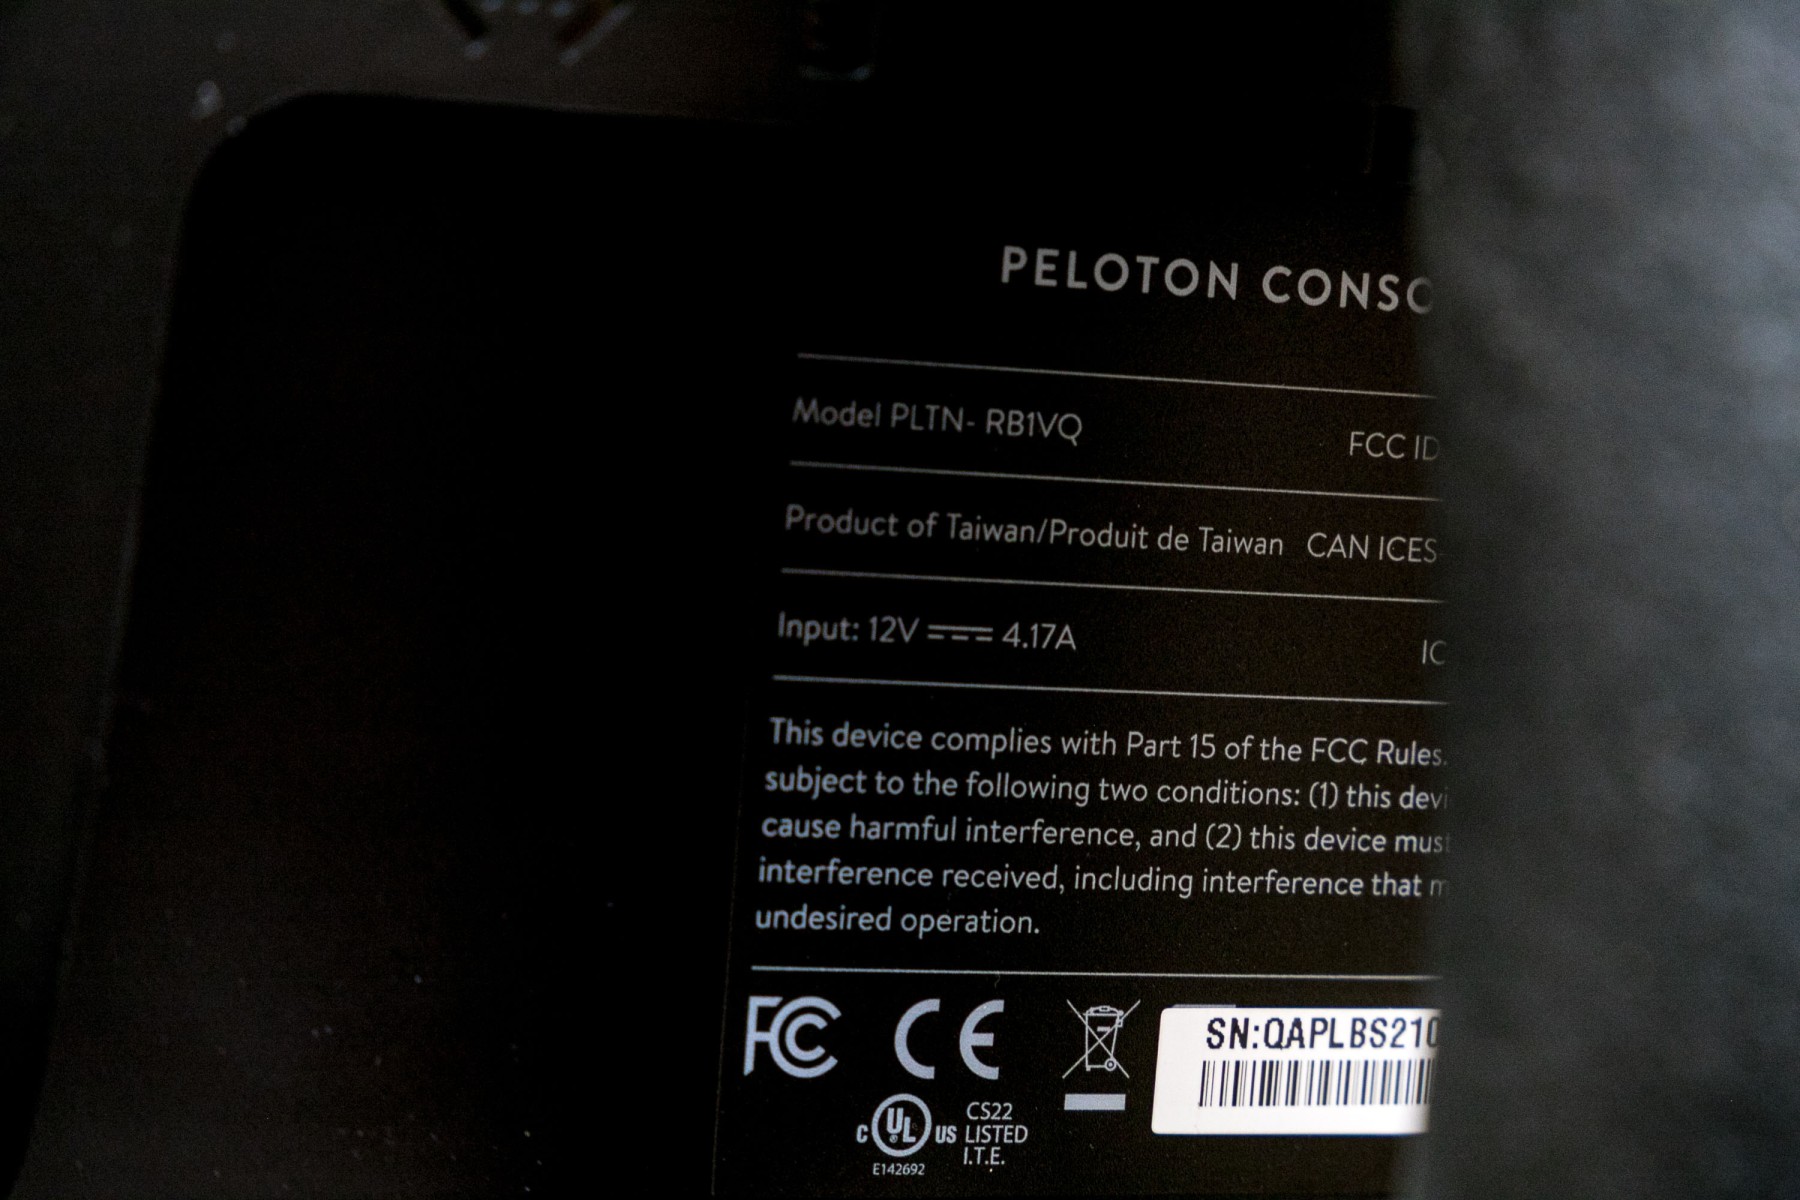 PELOTON CONSO
Model PLTN- RB1VQ FCC ID
Product of Taiwan/Produit de Taiwan CAN ICES-
Input: 12V ⎓ 4.17A IC
This device complies with Part 15 of the FCC Rules.
subject to the following two conditions: (1) this devi
cause harmful interference, and (2) this device must
interference received, including interference that m
undesired operation.
FC CE
SN:QAPLBS210
C UL US CS22
LISTED
I.T.E.
E142692